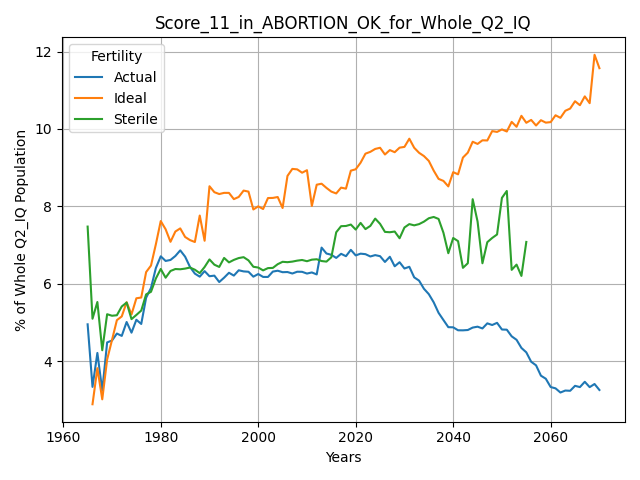 Score_11_in_ABORTION_OK_for_Whole_Q2_IQ
Fertility
Actual
Ideal
Sterile
% of Whole Q2_IQ Population
12
10
8
6
4
1960
1980
2000
2020
2040
2060
Years